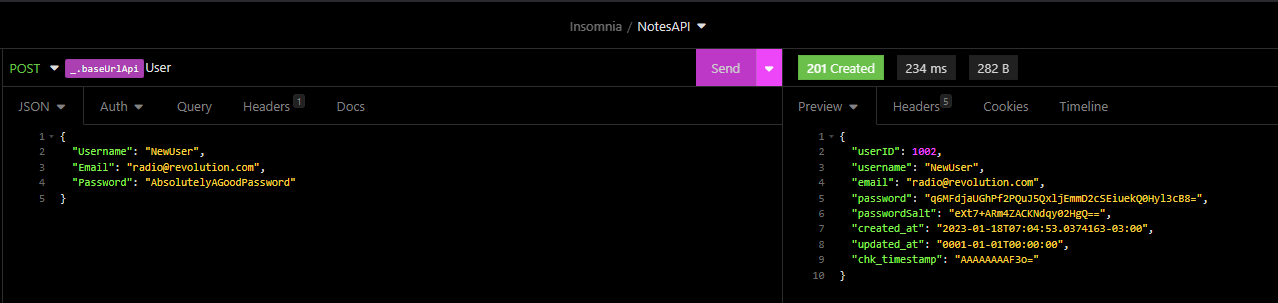 Insomnia / NotesAPI
POST _.baseUrlApi User Send
201 Created 234 ms 282 B
JSON Auth Query Headers 1 Docs
Preview Headers 5 Cookies Timeline
1 {
2 "Username": "NewUser",
3 "Email": "radio@revolution.com",
4 "Password": "AbsolutelyAGoodPassword"
5 }
1 {
2 "userID": 1002,
3 "username": "NewUser",
4 "email": "radio@revolution.com",
5 "password": "q6MFdjaUGhPf2PQuJ5QxljEmmD2cSEiuekQ0Hyl3cB8=",
6 "passwordSalt": "eXt7+ARm4ZACKNdqy02HgQ==",
7 "created_at": "2023-01-18T07:04:53.0374163-03:00",
8 "updated_at": "0001-01-01T00:00:00",
9 "chk_timestamp": "AAAAAAAAF3o="
10 }